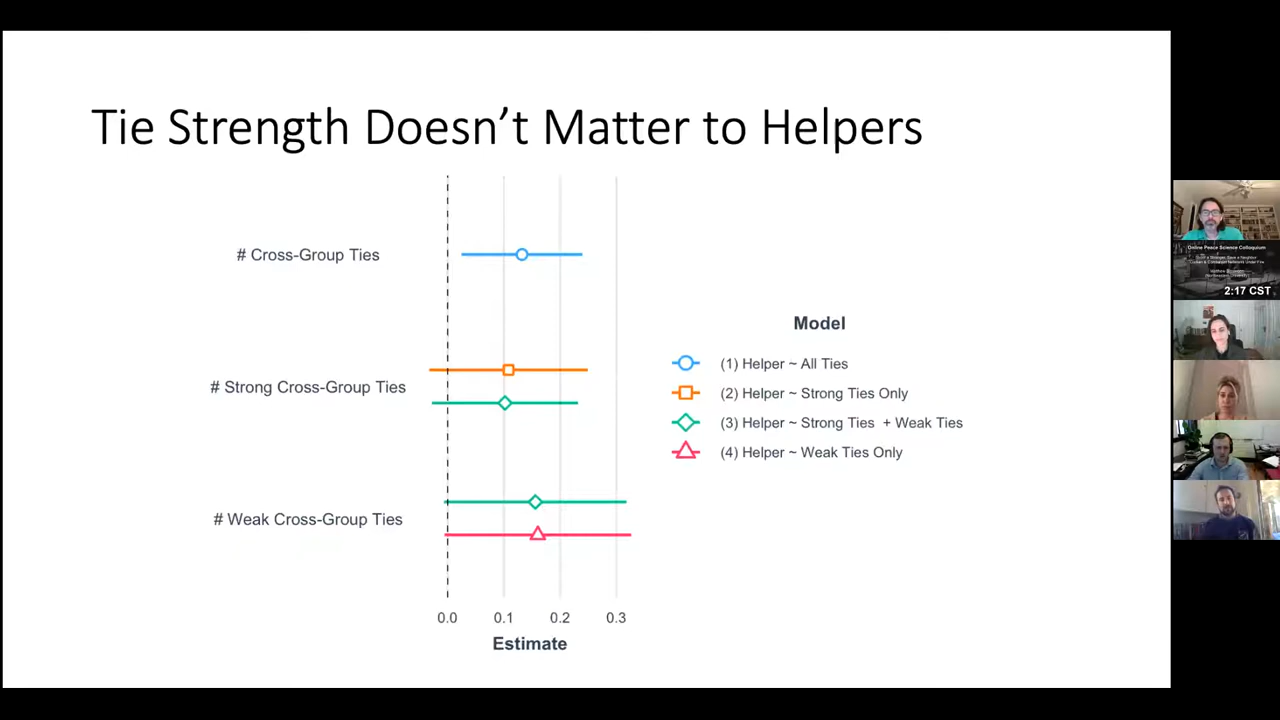 Tie Strength Doesn't Matter to Helpers
# Cross-Group Ties
# Strong Cross-Group Ties
# Weak Cross-Group Ties
0.0 0.1 0.2 0.3
Estimate
Model
(1) Helper ~ All Ties
(2) Helper ~ Strong Ties Only
(3) Helper ~ Strong Ties + Weak Ties
(4) Helper ~ Weak Ties Only
Online Peace Science Colloquium
2:17 CST